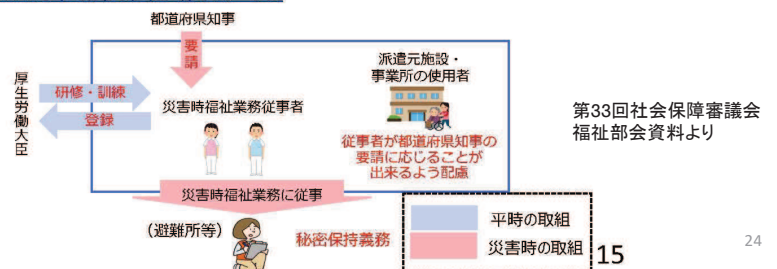 都道府県知事
要請
派遣元施設・
事業所の使用者
厚生労働大臣
研修・訓練
登録
災害時福祉業務従事者
従事者が都道府県知事の
要請に応じることが
出来るよう配慮
第33回社会保障審議会
福祉部会資料より
災害時福祉業務に従事
(避難所等)
秘密保持義務
平時の取組
災害時の取組
15
24